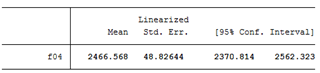 Linearized
Mean Std. Err. [95% Conf. Interval]
f04 2466.568 48.82644 2370.814 2562.323